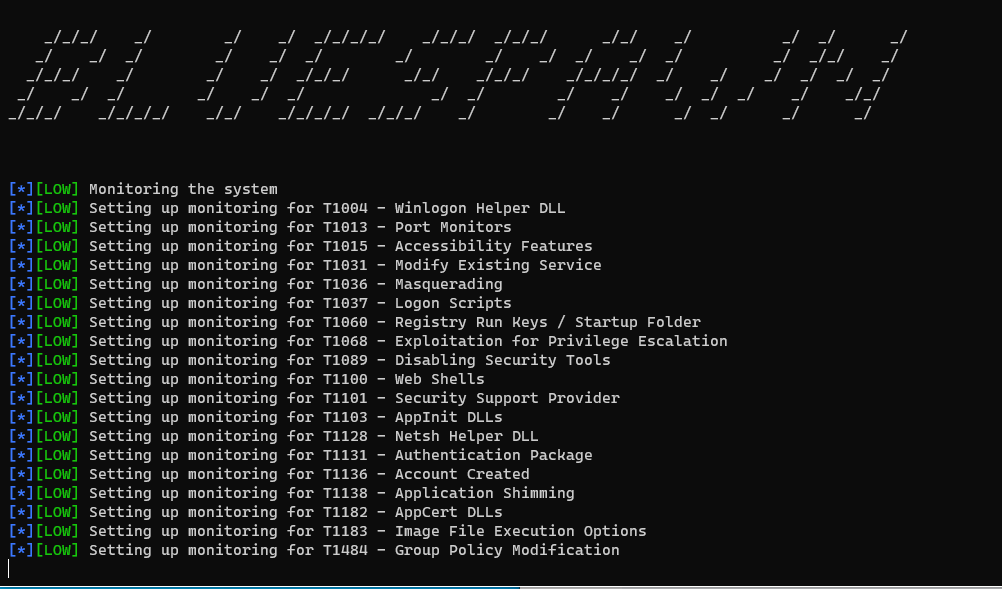 BLUESPAWN
[*][LOW] Monitoring the system
[*][LOW] Setting up monitoring for T1004 - Winlogon Helper DLL
[*][LOW] Setting up monitoring for T1013 - Port Monitors
[*][LOW] Setting up monitoring for T1015 - Accessibility Features
[*][LOW] Setting up monitoring for T1031 - Modify Existing Service
[*][LOW] Setting up monitoring for T1036 - Masquerading
[*][LOW] Setting up monitoring for T1037 - Logon Scripts
[*][LOW] Setting up monitoring for T1060 - Registry Run Keys / Startup Folder
[*][LOW] Setting up monitoring for T1068 - Exploitation for Privilege Escalation
[*][LOW] Setting up monitoring for T1089 - Disabling Security Tools
[*][LOW] Setting up monitoring for T1100 - Web Shells
[*][LOW] Setting up monitoring for T1101 - Security Support Provider
[*][LOW] Setting up monitoring for T1103 - AppInit DLLs
[*][LOW] Setting up monitoring for T1128 - Netsh Helper DLL
[*][LOW] Setting up monitoring for T1131 - Authentication Package
[*][LOW] Setting up monitoring for T1136 - Account Created
[*][LOW] Setting up monitoring for T1138 - Application Shimming
[*][LOW] Setting up monitoring for T1182 - AppCert DLLs
[*][LOW] Setting up monitoring for T1183 - Image File Execution Options
[*][LOW] Setting up monitoring for T1484 - Group Policy Modification